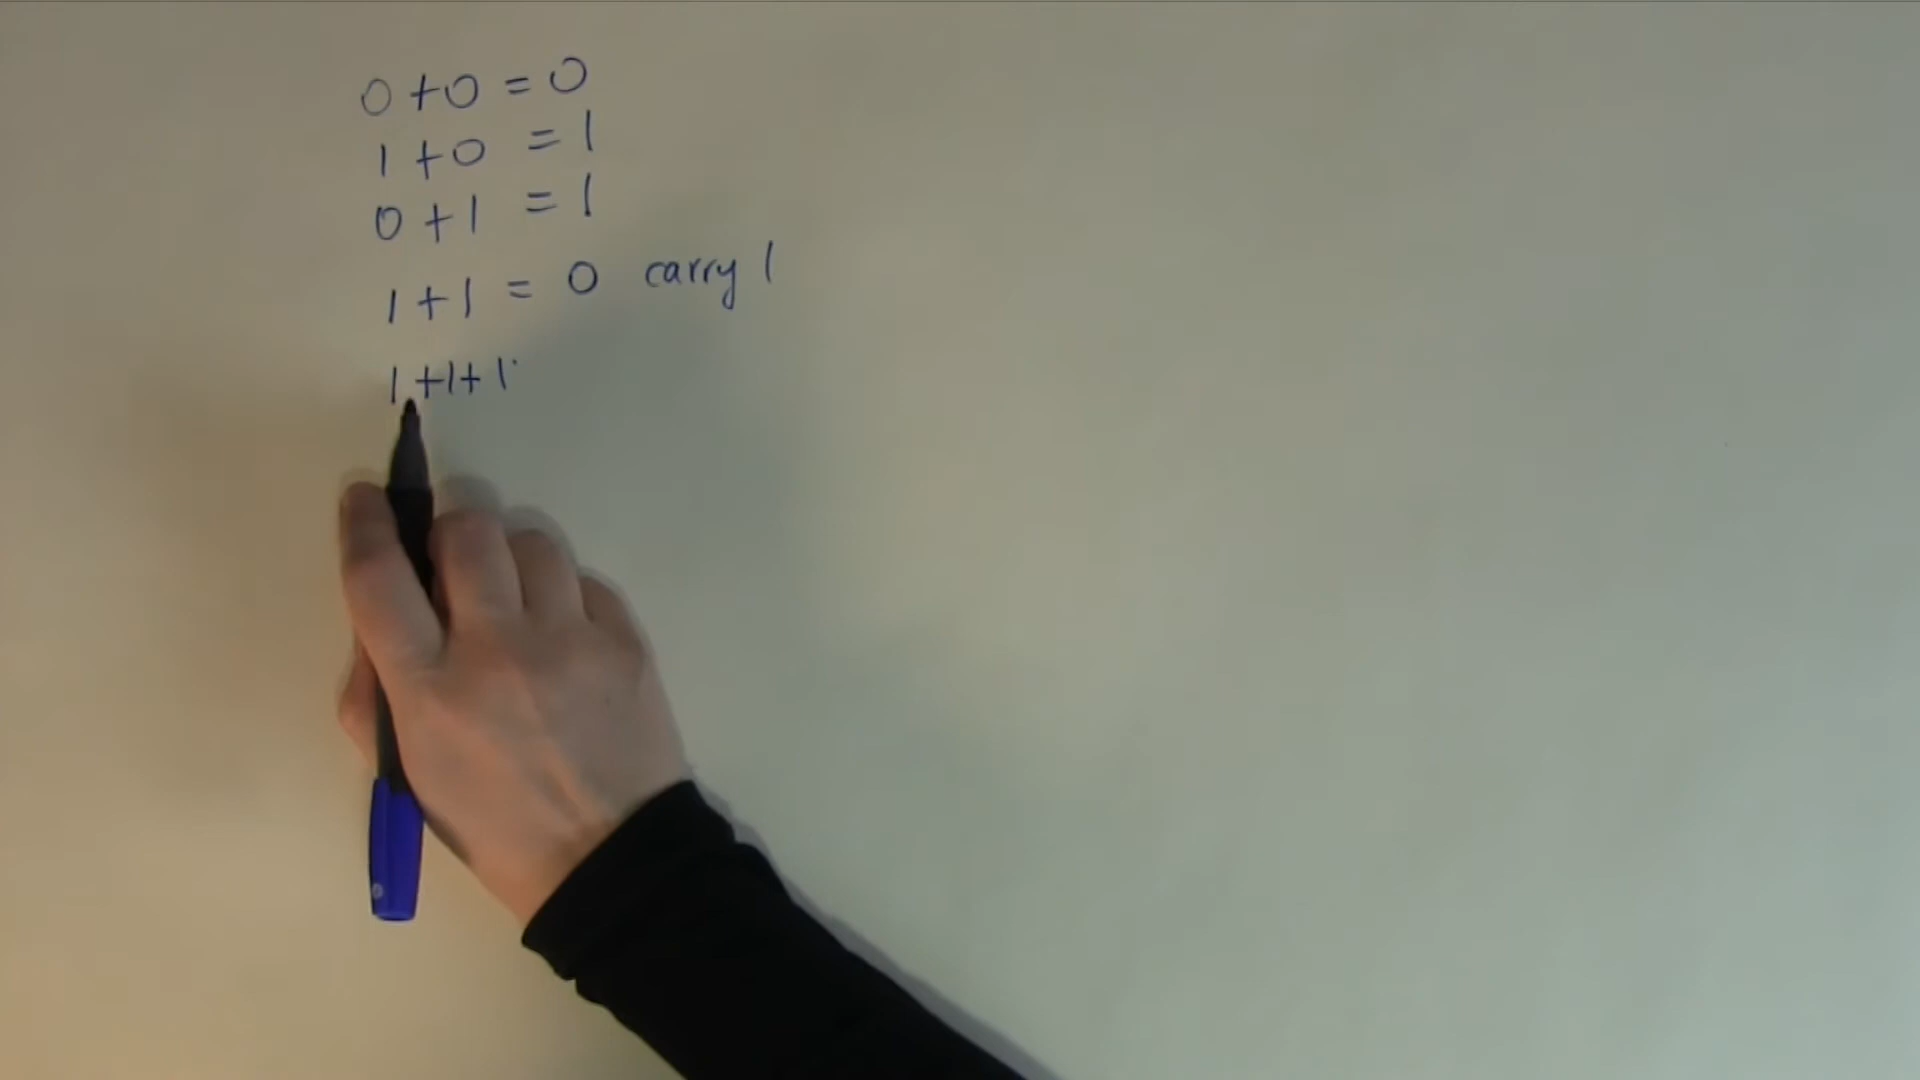 0 + 0 = 0
1 + 0 = 1
0 + 1 = 1
1 + 1 = 0 carry 1
1 + 1 + 1